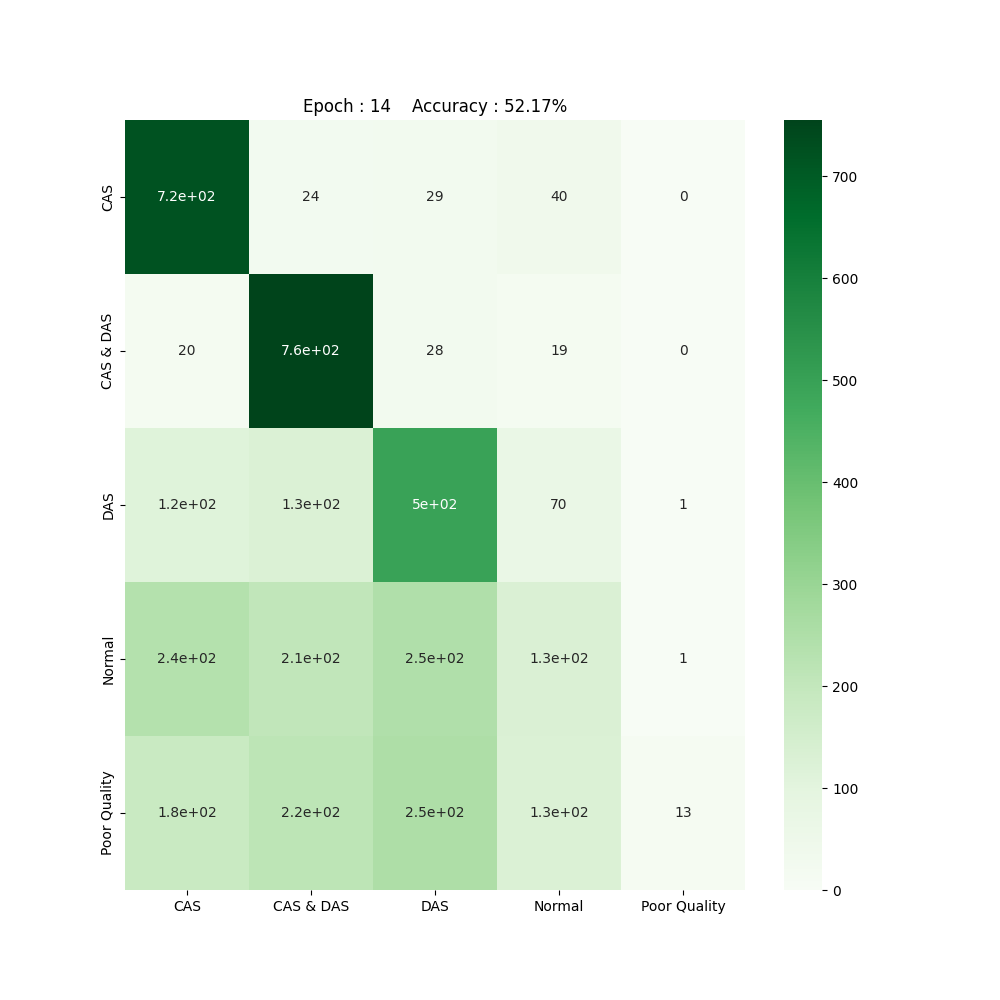 Epoch : 14    Accuracy : 52.17%
CAS 7.2e+02 24 29 40 0
CAS & DAS 20 7.6e+02 28 19 0
DAS 1.2e+02 1.3e+02 5e+02 70 1
Normal 2.4e+02 2.1e+02 2.5e+02 1.3e+02 1
Poor Quality 1.8e+02 2.2e+02 2.5e+02 1.3e+02 13
CAS CAS & DAS DAS Normal Poor Quality
700
600
500
400
300
200
100
0